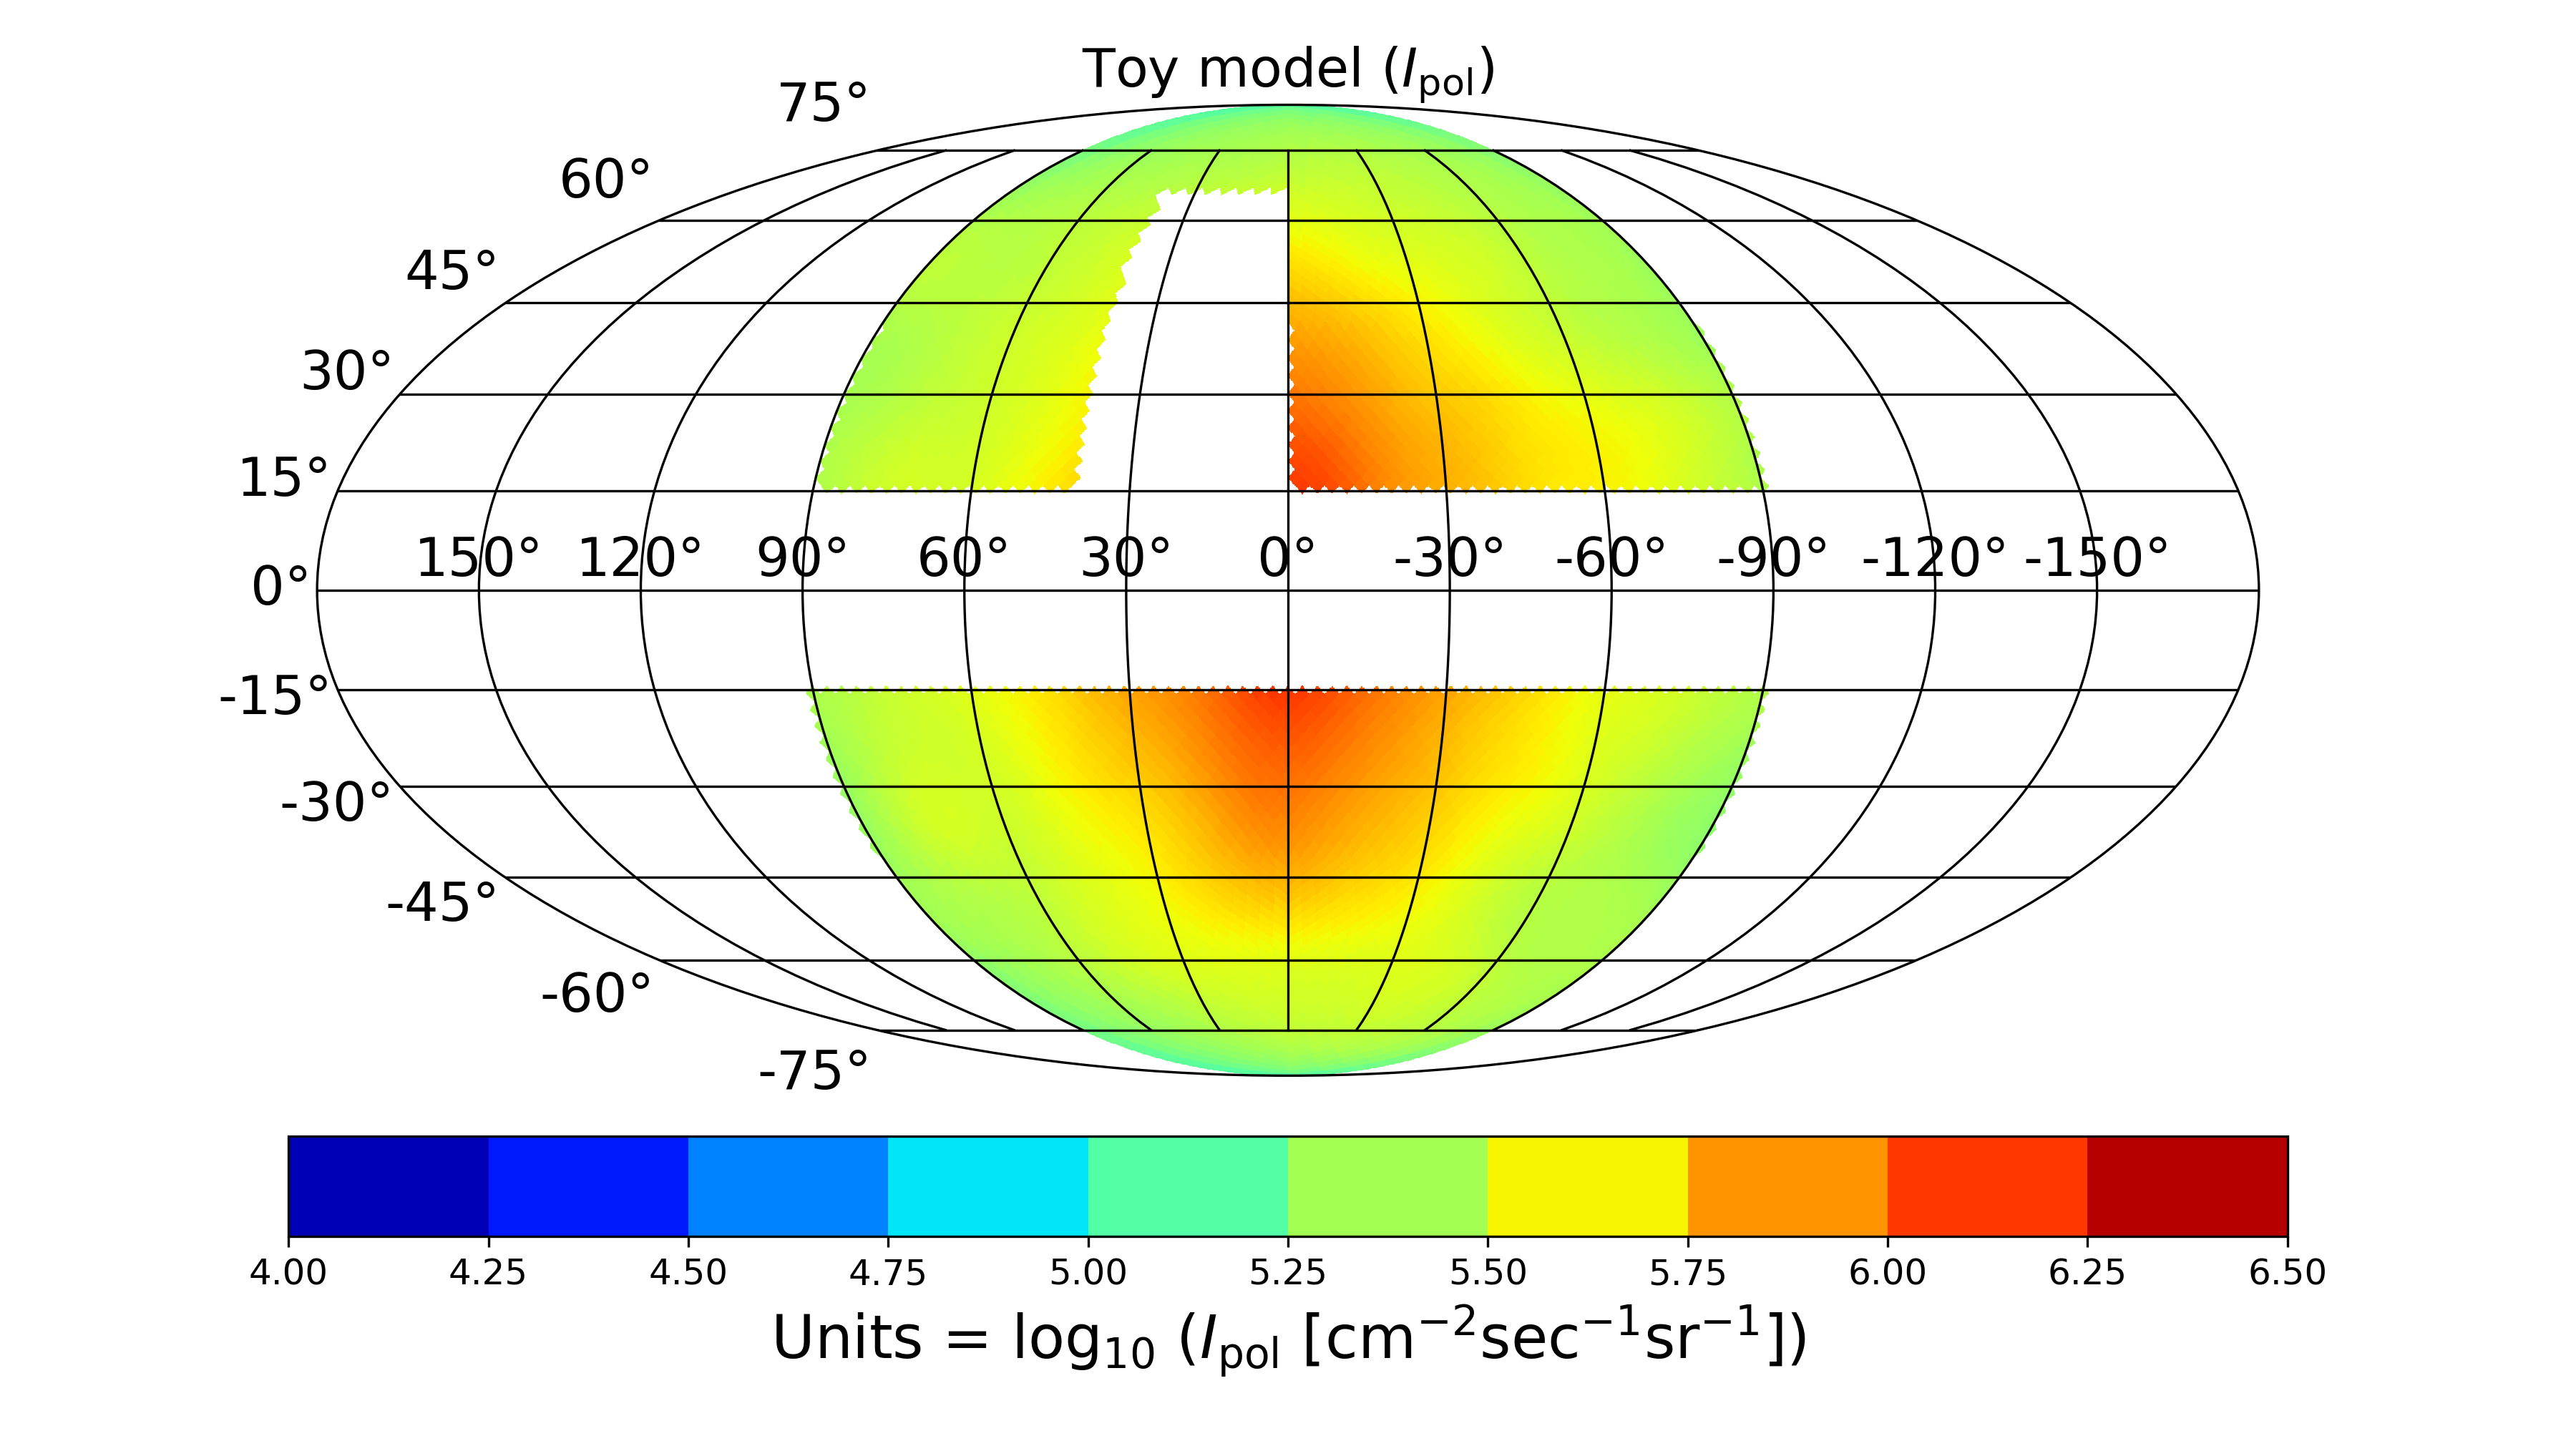 Toy model (I_pol)
75°
60°
45°
30°
15°
150° 120° 90° 60° 30° 0° -30° -60° -90° -120° -150°
0°
-15°
-30°
-45°
-60°
-75°
4.00 4.25 4.50 4.75 5.00 5.25 5.50 5.75 6.00 6.25 6.50
Units = log₁₀ (I_pol [cm⁻²sec⁻¹sr⁻¹])